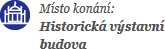 Místo konání:
Historická výstavní
budova